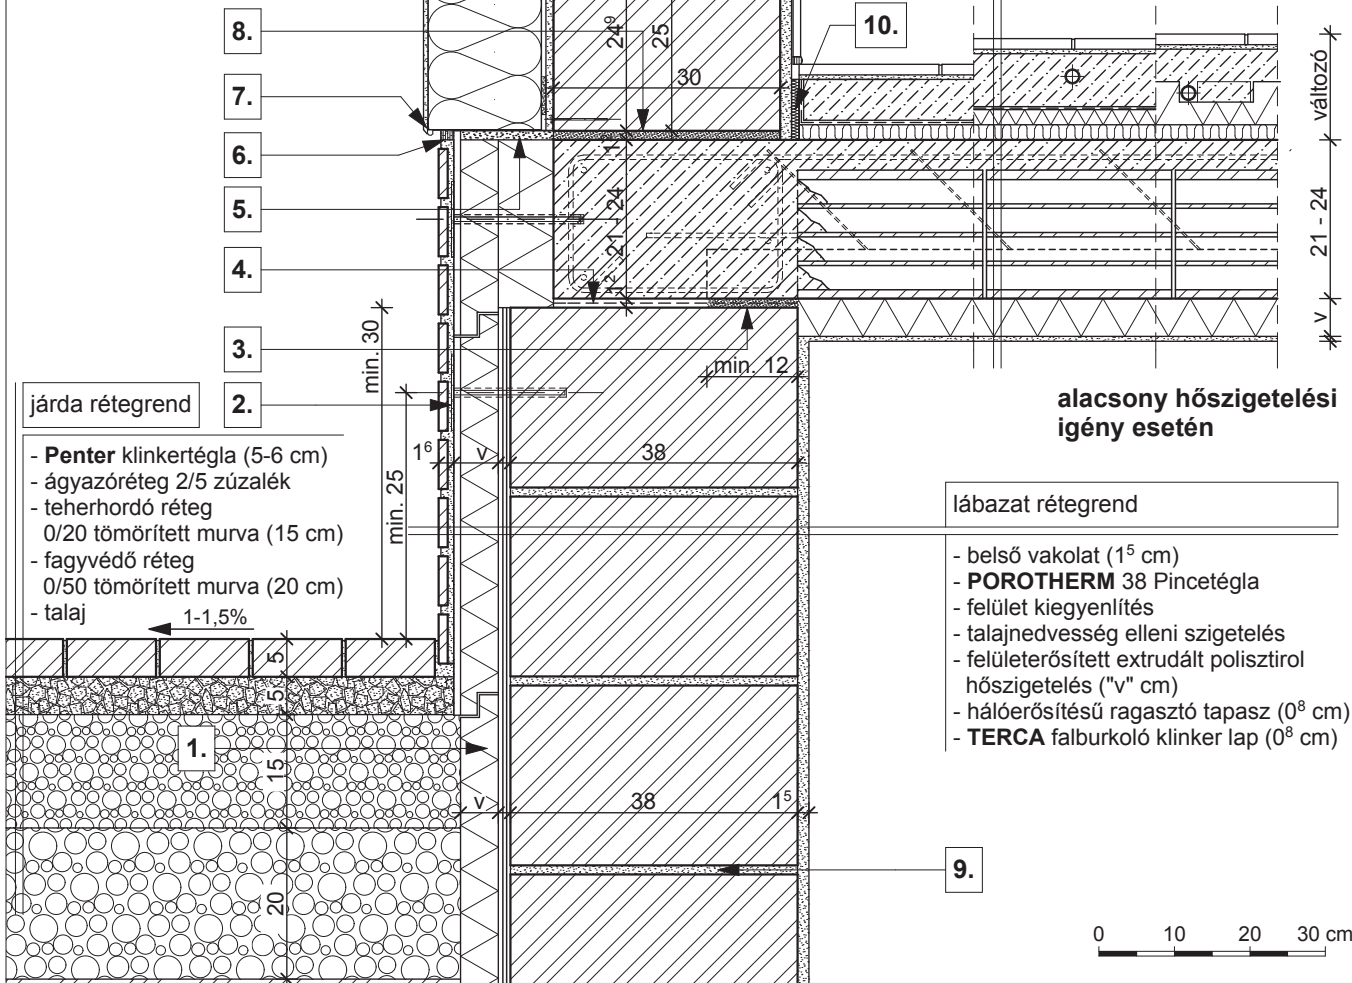 8.
7.
6.
5.
4.
3.
2.
10.
24⁹
25
30
1
21 - 24
1²
változó
21 - 24
v
min. 30
min. 25
min. 12
alacsony hőszigetelési
igény esetén
járda rétegrend
- Penter klinkertégla (5-6 cm)
- ágyazóréteg 2/5 zúzalék
- teherhordó réteg
0/20 tömörített murva (15 cm)
- fagyvédő réteg
0/50 tömörített murva (20 cm)
- talaj
1-1,5%
1⁶
v
38
lábazat rétegrend
- belső vakolat (1⁵ cm)
- POROTHERM 38 Pincetégla
- felület kiegyenlítés
- talajnedvesség elleni szigetelés
- felületerősített extrudált polisztirol
hőszigetelés ("v" cm)
- hálóerősítésű ragasztó tapasz (0⁸ cm)
- TERCA falburkoló klinker lap (0⁸ cm)
5
5
15
20
1.
v
38
1⁵
9.
0 10 20 30 cm